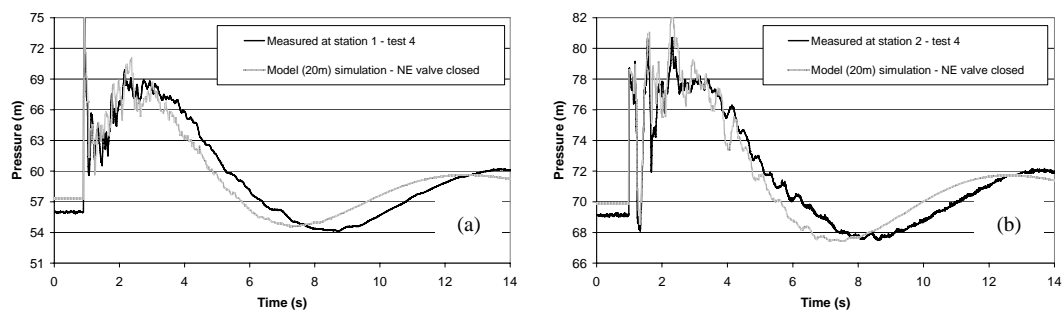 75
72
69
66
63
60
57
54
51
Pressure (m)
Measured at station 1 - test 4
Model (20m) simulation - NE valve closed
(a)
0 2 4 6 8 10 12 14
Time (s)
82
80
78
76
74
72
70
68
66
Pressure (m)
Measured at station 2 - test 4
Model (20m) simulation - NE valve closed
(b)
0 2 4 6 8 10 12 14
Time (s)